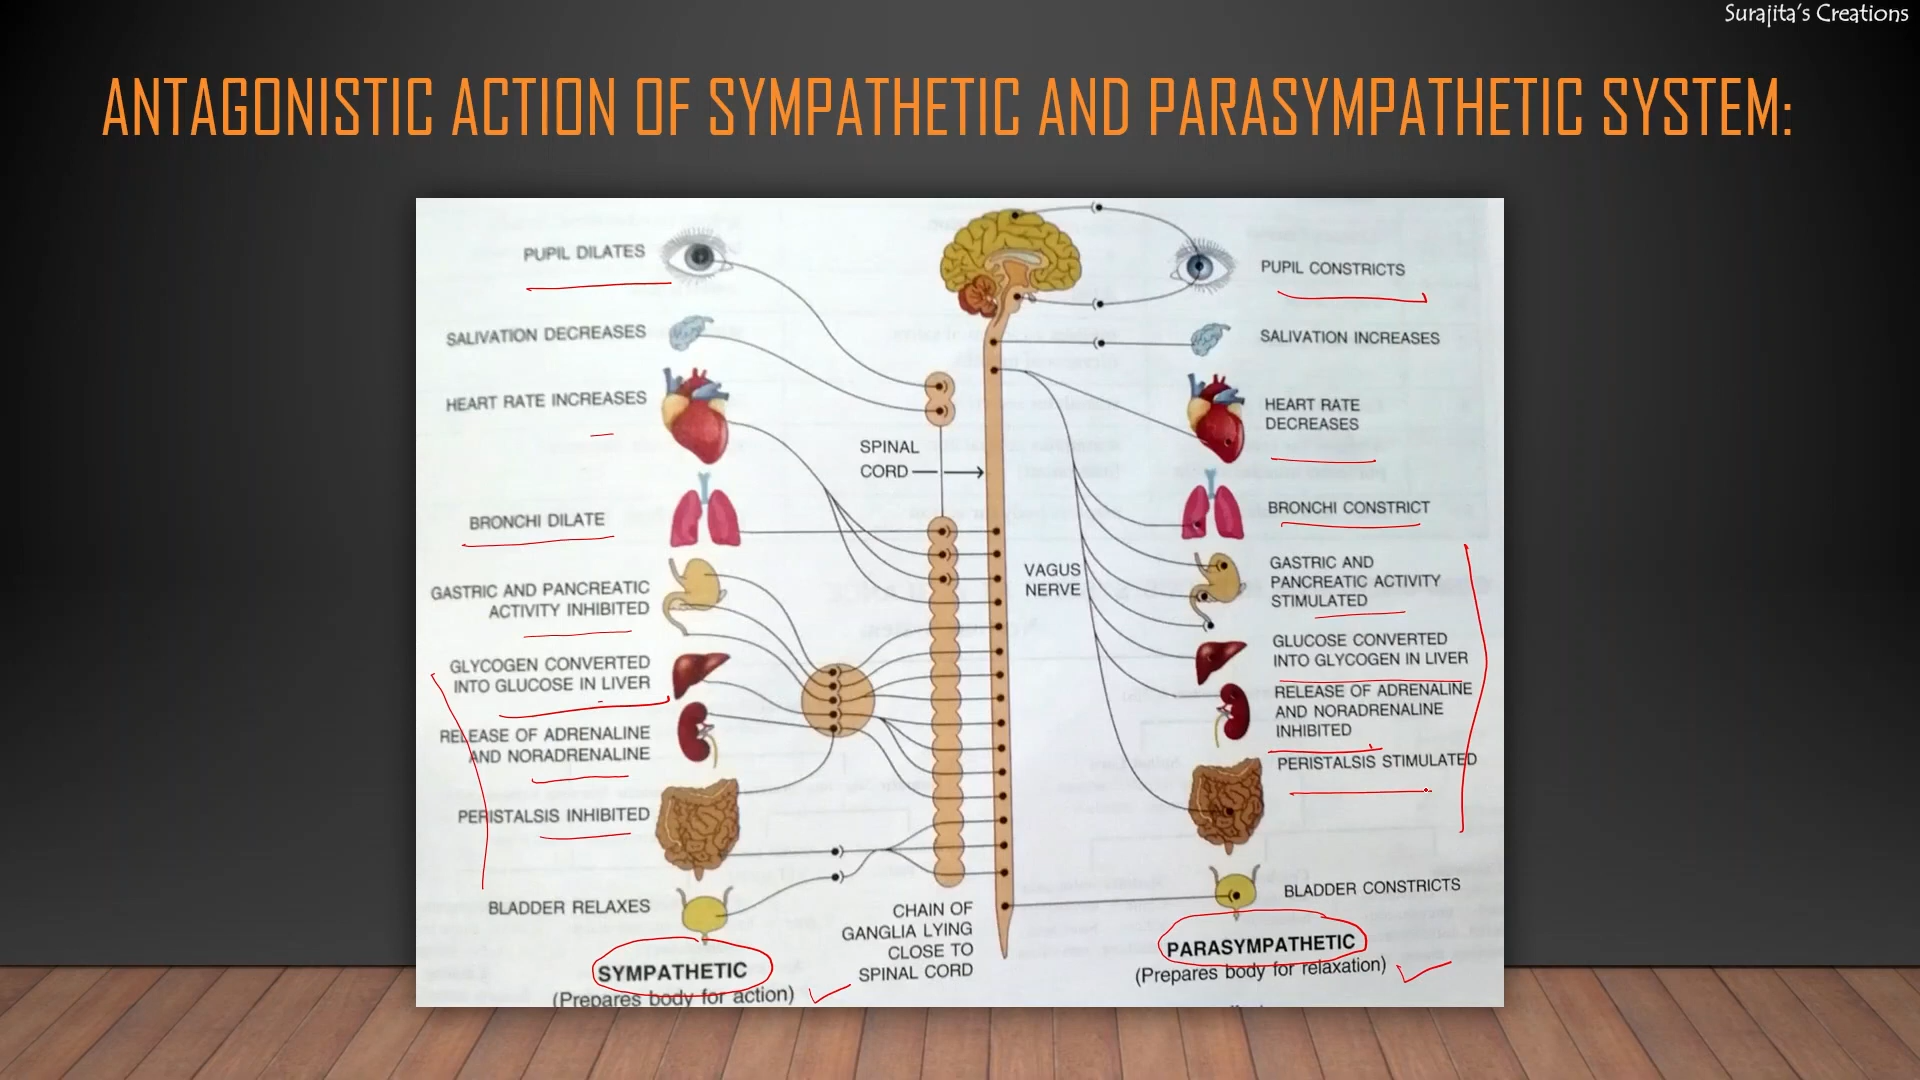 Surajita's Creations
ANTAGONISTIC ACTION OF SYMPATHETIC AND PARASYMPATHETIC SYSTEM:
PUPIL DILATES
SALIVATION DECREASES
HEART RATE INCREASES
BRONCHI DILATE
GASTRIC AND PANCREATIC
ACTIVITY INHIBITED
GLYCOGEN CONVERTED
INTO GLUCOSE IN LIVER
RELEASE OF ADRENALINE
AND NORADRENALINE
PERISTALSIS INHIBITED
BLADDER RELAXES
SYMPATHETIC
(Prepares body for action)
SPINAL
CORD
VAGUS
NERVE
CHAIN OF
GANGLIA LYING
CLOSE TO
SPINAL CORD
PUPIL CONSTRICTS
SALIVATION INCREASES
HEART RATE
DECREASES
BRONCHI CONSTRICT
GASTRIC AND
PANCREATIC ACTIVITY
STIMULATED
GLUCOSE CONVERTED
INTO GLYCOGEN IN LIVER
RELEASE OF ADRENALINE
AND NORADRENALINE
INHIBITED
PERISTALSIS STIMULATED
BLADDER CONSTRICTS
PARASYMPATHETIC
(Prepares body for relaxation)